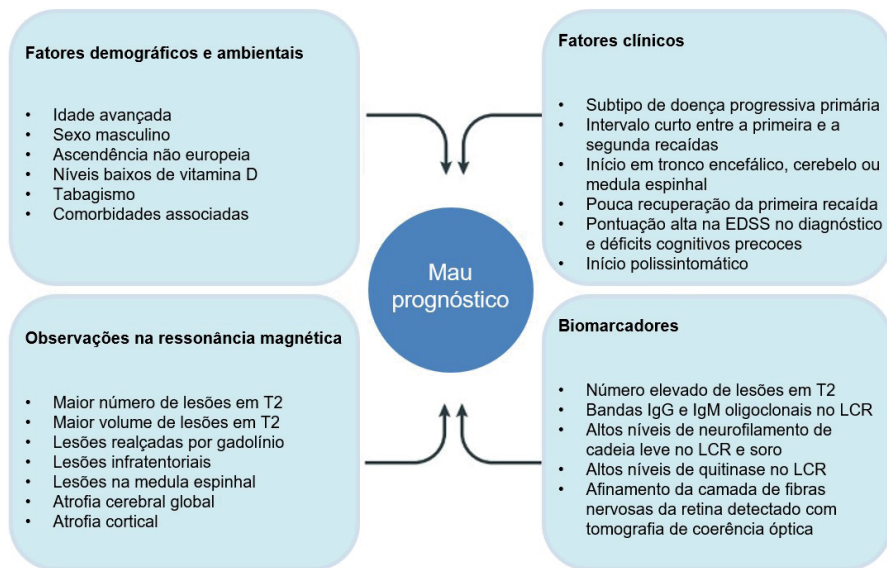 Fatores demográficos e ambientais
• Idade avançada
• Sexo masculino
• Ascendência não europeia
• Níveis baixos de vitamina D
• Tabagismo
• Comorbidades associadas
Fatores clínicos
• Subtipo de doença progressiva primária
• Intervalo curto entre a primeira e a
segunda recaídas
• Início em tronco encefálico, cerebelo ou
medula espinhal
• Pouca recuperação da primeira recaída
• Pontuação alta na EDSS no diagnóstico
e déficits cognitivos precoces
• Início polissintomático
Mau
prognóstico
Observações na ressonância magnética
• Maior número de lesões em T2
• Maior volume de lesões em T2
• Lesões realçadas por gadolínio
• Lesões infratentoriais
• Lesões na medula espinhal
• Atrofia cerebral global
• Atrofia cortical
Biomarcadores
• Número elevado de lesões em T2
• Bandas IgG e IgM oligoclonais no LCR
• Altos níveis de neurofilamento de
cadeia leve no LCR e soro
• Altos níveis de quitinase no LCR
• Afinamento da camada de fibras
nervosas da retina detectado com
tomografia de coerência óptica